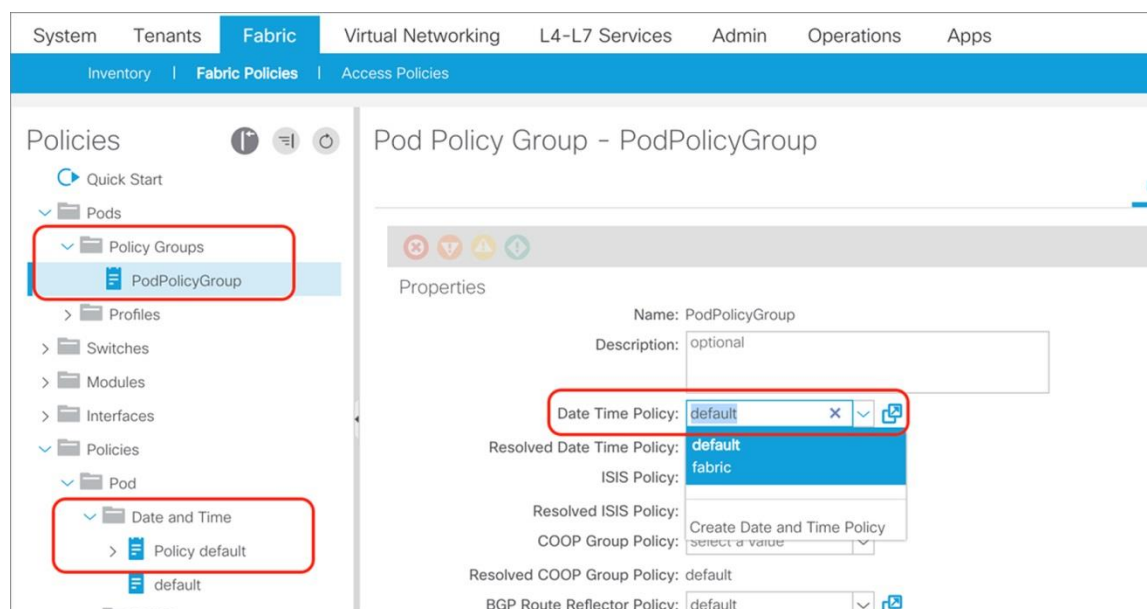 System Tenants Fabric Virtual Networking L4-L7 Services Admin Operations Apps
Inventory | Fabric Policies | Access Policies
Policies
Quick Start
Pods
Policy Groups
PodPolicyGroup
Profiles
Switches
Modules
Interfaces
Policies
Pod
Date and Time
Policy default
default
Pod Policy Group - PodPolicyGroup
Properties
Name: PodPolicyGroup
Description: optional
Date Time Policy: default
default
fabric
Create Date and Time Policy
Resolved Date Time Policy:
ISIS Policy:
Resolved ISIS Policy:
COOP Group Policy: select a value
Resolved COOP Group Policy: default
BGP Route Reflector Policy: default